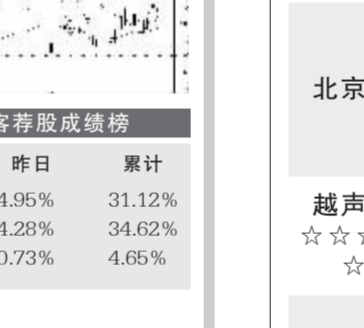 客荐股成绩榜
昨日 累计
4.95% 31.12%
4.28% 34.62%
0.73% 4.65%
北京
越声
☆☆☆
☆